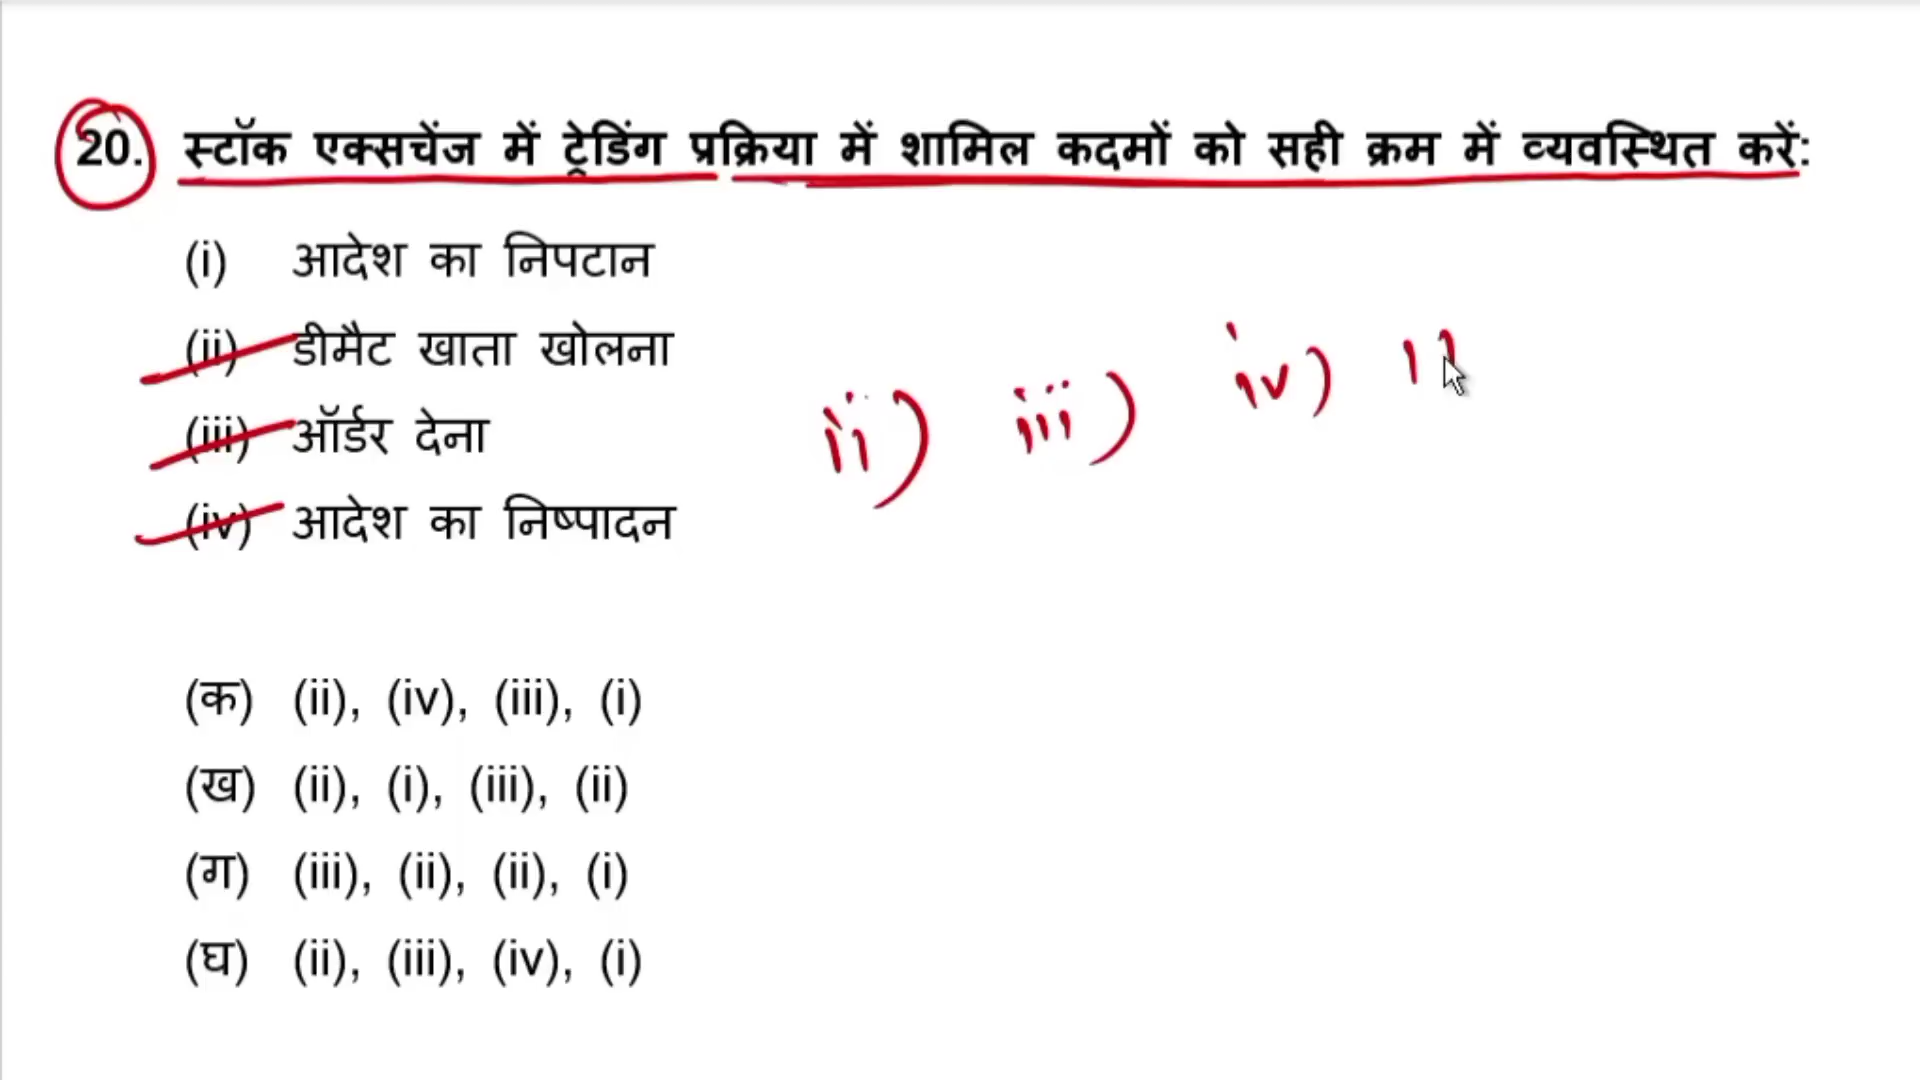 20. स्टॉक एक्सचेंज में ट्रेडिंग प्रक्रिया में शामिल कदमों को सही क्रम में व्यवस्थित करें:
(i) आदेश का निपटान
(ii) डीमैट खाता खोलना
(iii) ऑर्डर देना
(iv) आदेश का निष्पादन
ii) iii) iv) i)
(क) (ii), (iv), (iii), (i)
(ख) (ii), (i), (iii), (ii)
(ग) (iii), (ii), (ii), (i)
(घ) (ii), (iii), (iv), (i)